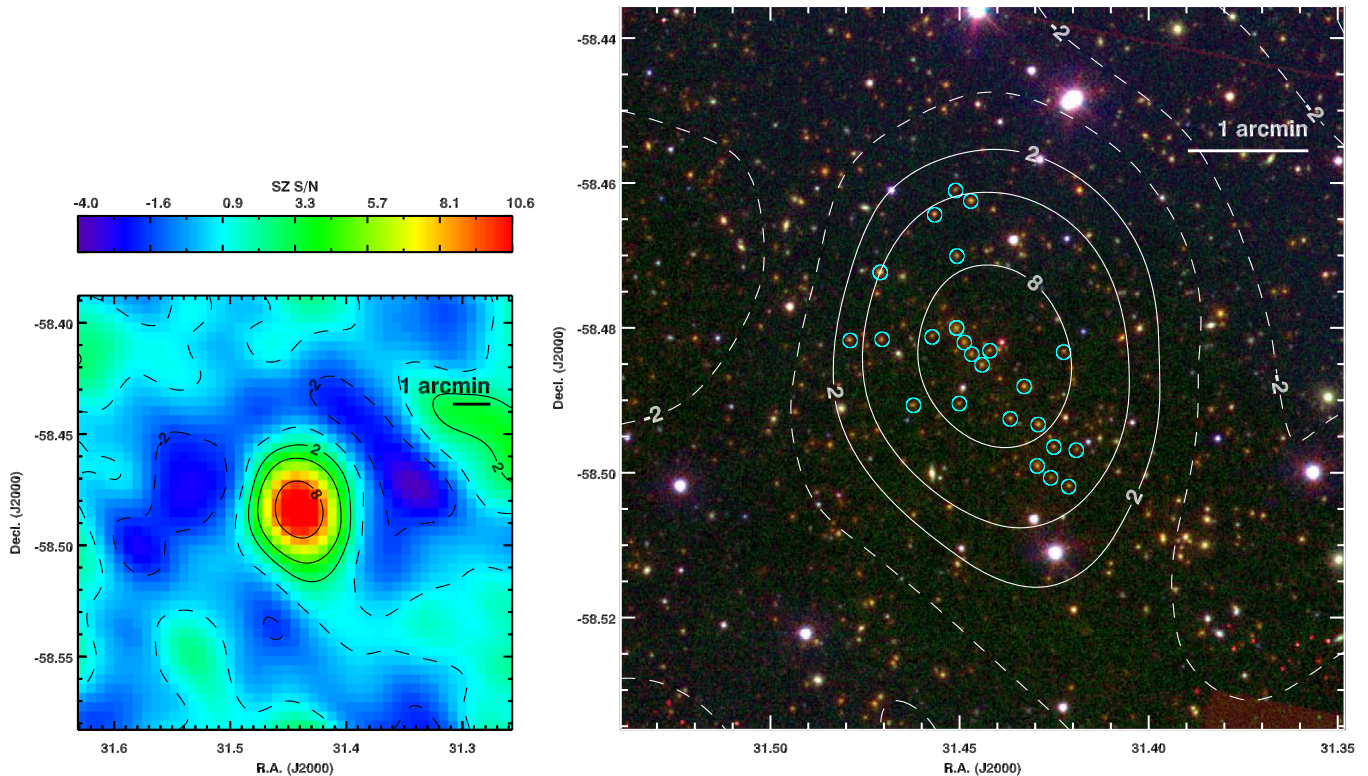 SZ S/N
-4.0 -1.6 0.9 3.3 5.7 8.1 10.6
-58.40
-58.45
-58.50
-58.55
Decl. (J2000)
1 arcmin
-2
-2
2
8
2
31.6 31.5 31.4 31.3
R.A. (J2000)
-58.44
-58.46
-58.48
-58.50
-58.52
Decl. (J2000)
-2
-2
1 arcmin
2
8
2
-2
-2
2
31.50 31.45 31.40 31.35
R.A. (J2000)